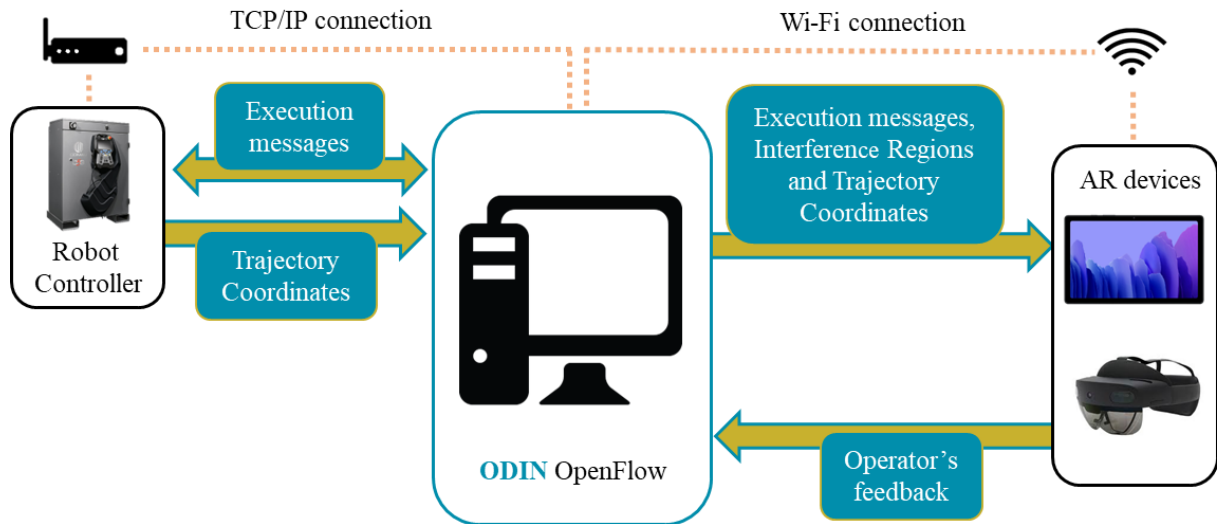 TCP/IP connection
Wi-Fi connection
Execution
messages
Robot
Controller
Trajectory
Coordinates
Execution messages,
Interference Regions
and Trajectory
Coordinates
AR devices
ODIN OpenFlow
Operator’s
feedback